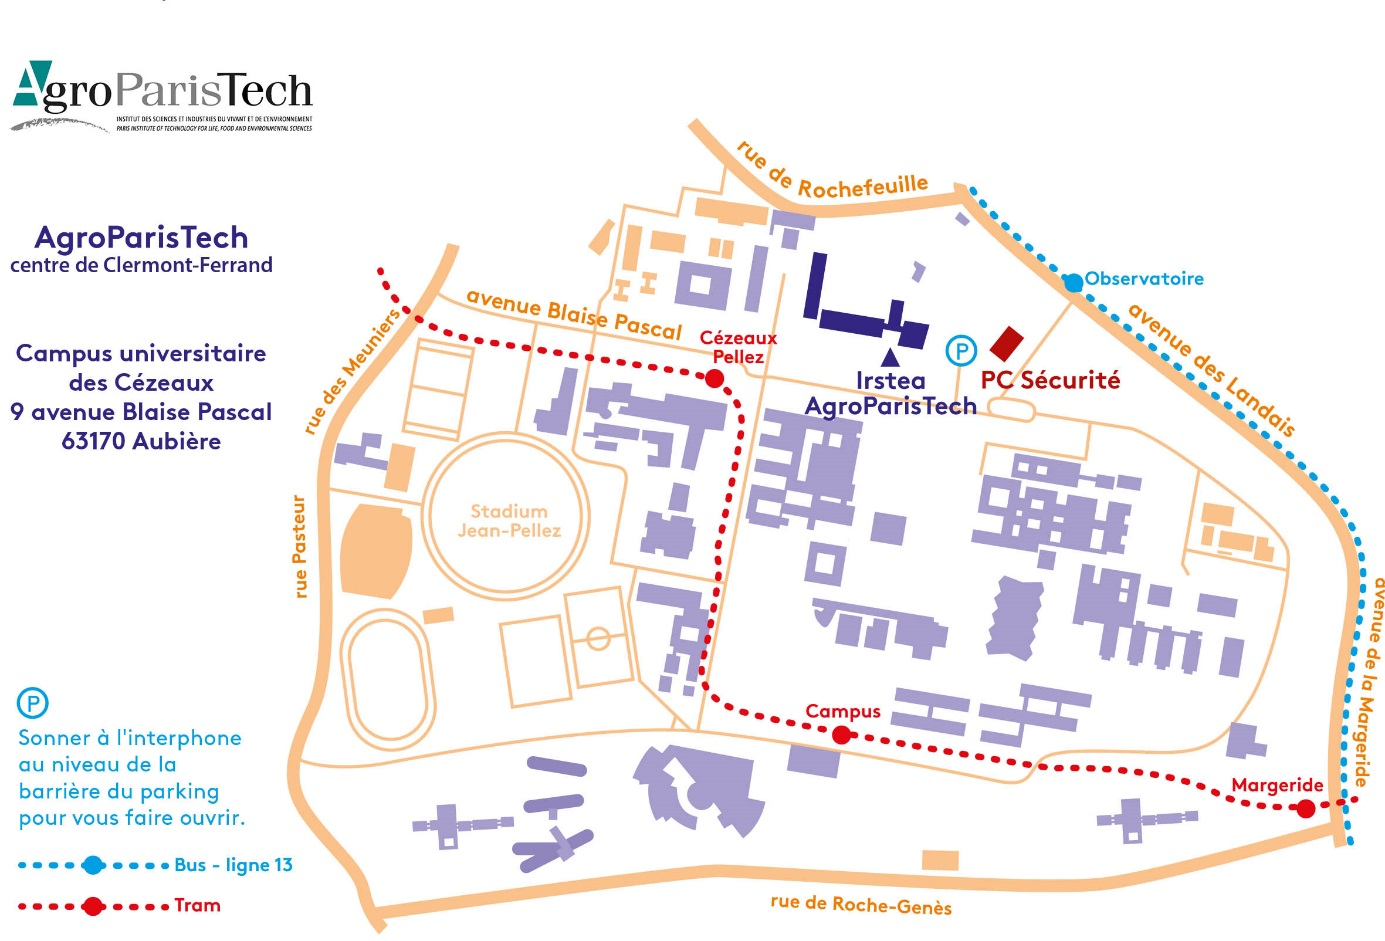 AgroParisTech
INSTITUT DES SCIENCES ET INDUSTRIES DU VIVANT ET DE L'ENVIRONNEMENT
PARIS INSTITUTE OF TECHNOLOGY FOR LIFE, FOOD AND ENVIRONMENTAL SCIENCES
AgroParisTech
centre de Clermont-Ferrand
Campus universitaire
des Cézeaux
9 avenue Blaise Pascal
63170 Aubière
rue de Rochefeuille
Observatoire
avenue des Landais
avenue Blaise Pascal
Cézeaux
Pellez
rue des Meuniers
P
Irstea
AgroParisTech
PC Sécurité
Stadium
Jean-Pellez
rue Pasteur
avenue de la Margeride
Campus
Margeride
rue de Roche-Genès
P
Sonner à l'interphone
au niveau de la
barrière du parking
pour vous faire ouvrir.
Bus - ligne 13
Tram